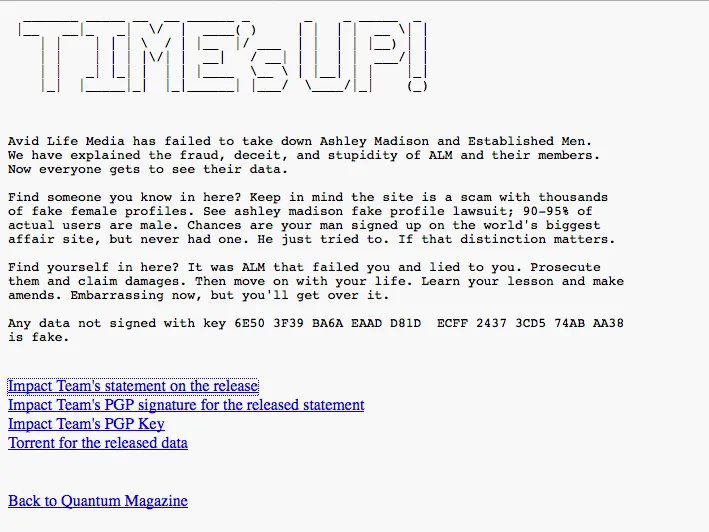 TIME's UP!
Avid Life Media has failed to take down Ashley Madison and Established Men.
We have explained the fraud, deceit, and stupidity of ALM and their members.
Now everyone gets to see their data.
Find someone you know in here? Keep in mind the site is a scam with thousands
of fake female profiles. See ashley madison fake profile lawsuit; 90-95% of
actual users are male. Chances are your man signed up on the world's biggest
affair site, but never had one. He just tried to. If that distinction matters.
Find yourself in here? It was ALM that failed you and lied to you. Prosecute
them and claim damages. Then move on with your life. Learn your lesson and make
amends. Embarrassing now, but you'll get over it.
Any data not signed with key 6E50 3F39 BA6A EAAD D81D  ECFF 2437 3CD5 74AB AA38
is fake.
Impact Team's statement on the release
Impact Team's PGP signature for the released statement
Impact Team's PGP Key
Torrent for the released data
Back to Quantum Magazine